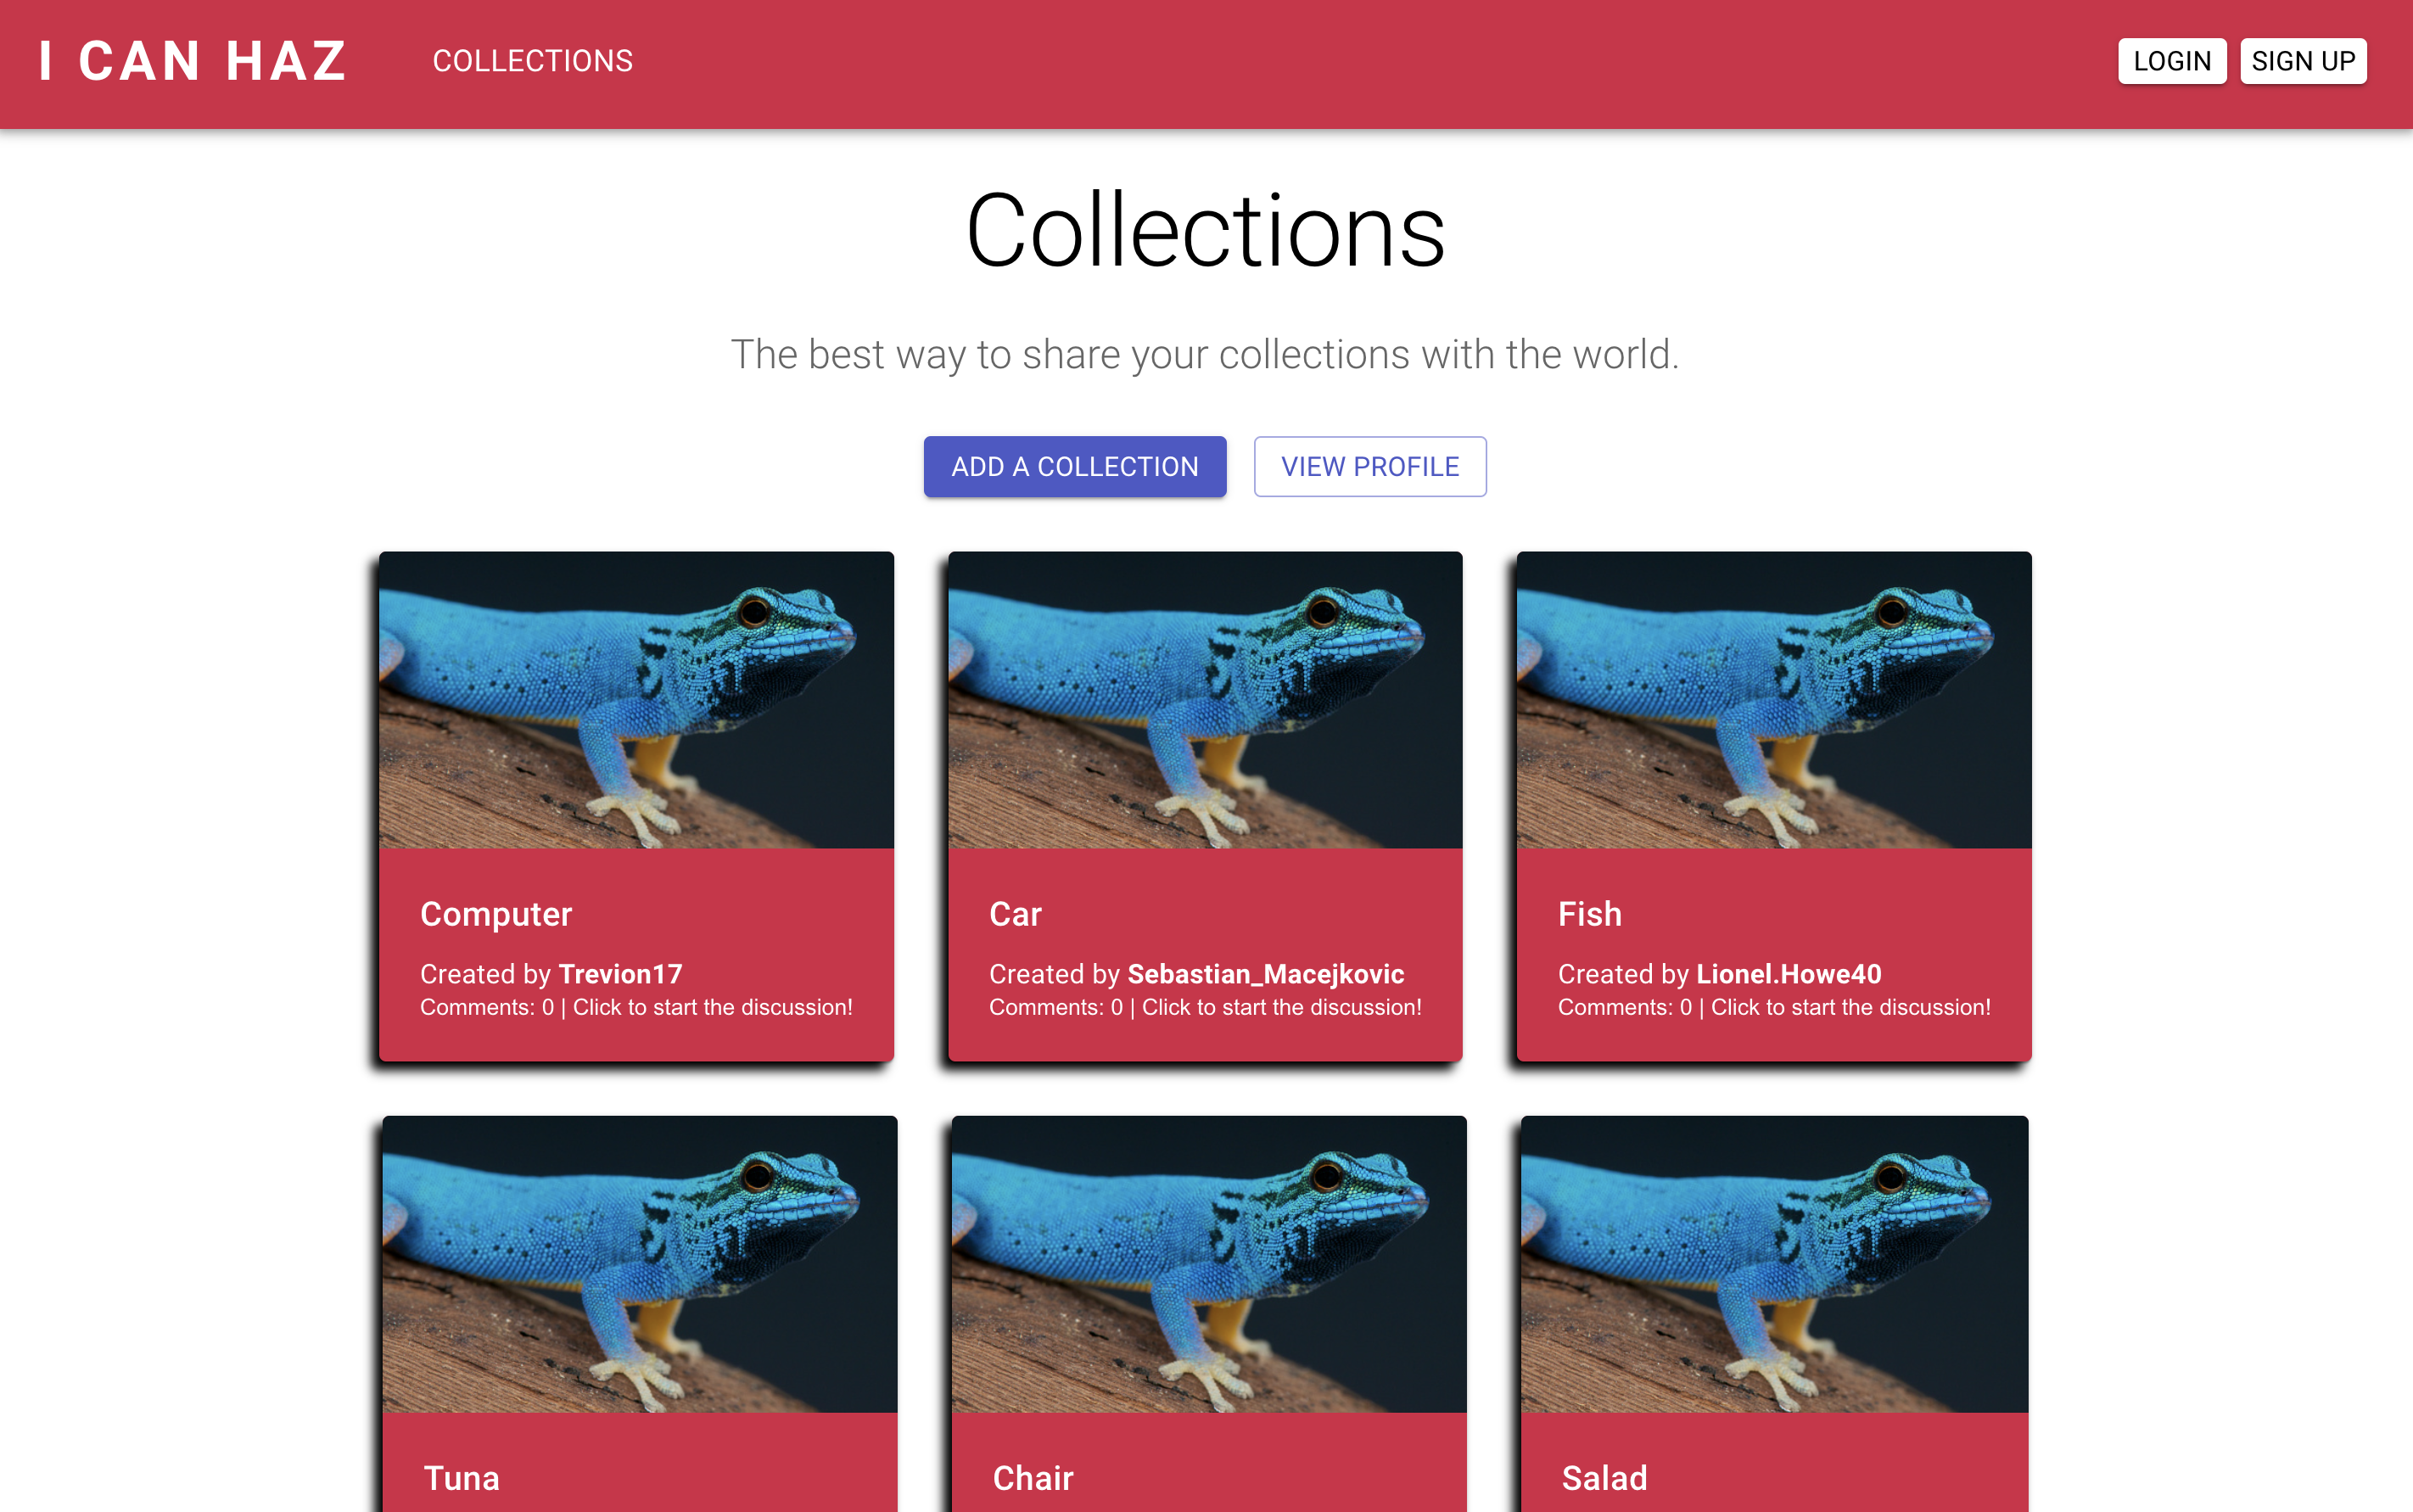 I CAN HAZ COLLECTIONS LOGIN SIGN UP
Collections
The best way to share your collections with the world.
ADD A COLLECTION VIEW PROFILE
Computer
Created by Trevion17
Comments: 0 | Click to start the discussion!
Car
Created by Sebastian_Macejkovic
Comments: 0 | Click to start the discussion!
Fish
Created by Lionel.Howe40
Comments: 0 | Click to start the discussion!
Tuna
Chair
Salad